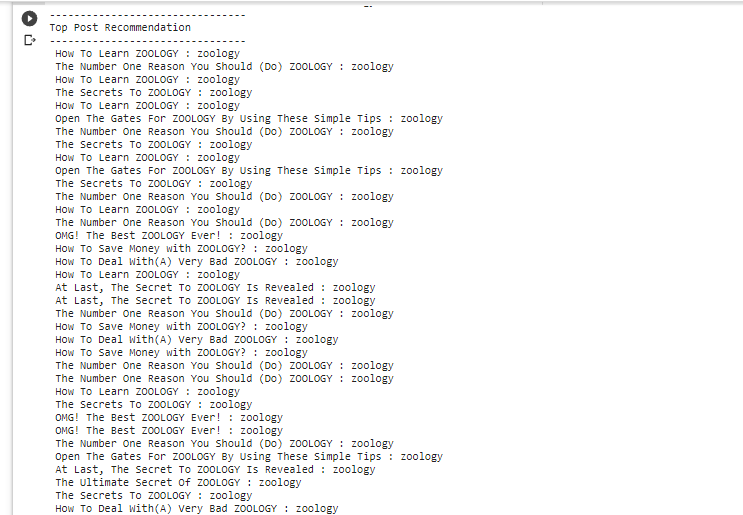 --------------------------------
Top Post Recommendation
--------------------------------
How To Learn ZOOLOGY : zoology
The Number One Reason You Should (Do) ZOOLOGY : zoology
How To Learn ZOOLOGY : zoology
The Secrets To ZOOLOGY : zoology
How To Learn ZOOLOGY : zoology
Open The Gates For ZOOLOGY By Using These Simple Tips : zoology
The Number One Reason You Should (Do) ZOOLOGY : zoology
The Secrets To ZOOLOGY : zoology
How To Learn ZOOLOGY : zoology
Open The Gates For ZOOLOGY By Using These Simple Tips : zoology
The Secrets To ZOOLOGY : zoology
The Number One Reason You Should (Do) ZOOLOGY : zoology
How To Learn ZOOLOGY : zoology
The Number One Reason You Should (Do) ZOOLOGY : zoology
OMG! The Best ZOOLOGY Ever! : zoology
How To Save Money with ZOOLOGY? : zoology
How To Deal With(A) Very Bad ZOOLOGY : zoology
How To Learn ZOOLOGY : zoology
At Last, The Secret To ZOOLOGY Is Revealed : zoology
At Last, The Secret To ZOOLOGY Is Revealed : zoology
The Number One Reason You Should (Do) ZOOLOGY : zoology
How To Save Money with ZOOLOGY? : zoology
How To Deal With(A) Very Bad ZOOLOGY : zoology
How To Save Money with ZOOLOGY? : zoology
The Number One Reason You Should (Do) ZOOLOGY : zoology
The Number One Reason You Should (Do) ZOOLOGY : zoology
How To Learn ZOOLOGY : zoology
The Secrets To ZOOLOGY : zoology
OMG! The Best ZOOLOGY Ever! : zoology
OMG! The Best ZOOLOGY Ever! : zoology
The Number One Reason You Should (Do) ZOOLOGY : zoology
Open The Gates For ZOOLOGY By Using These Simple Tips : zoology
At Last, The Secret To ZOOLOGY Is Revealed : zoology
The Ultimate Secret Of ZOOLOGY : zoology
The Secrets To ZOOLOGY : zoology
How To Deal With(A) Very Bad ZOOLOGY : zoology